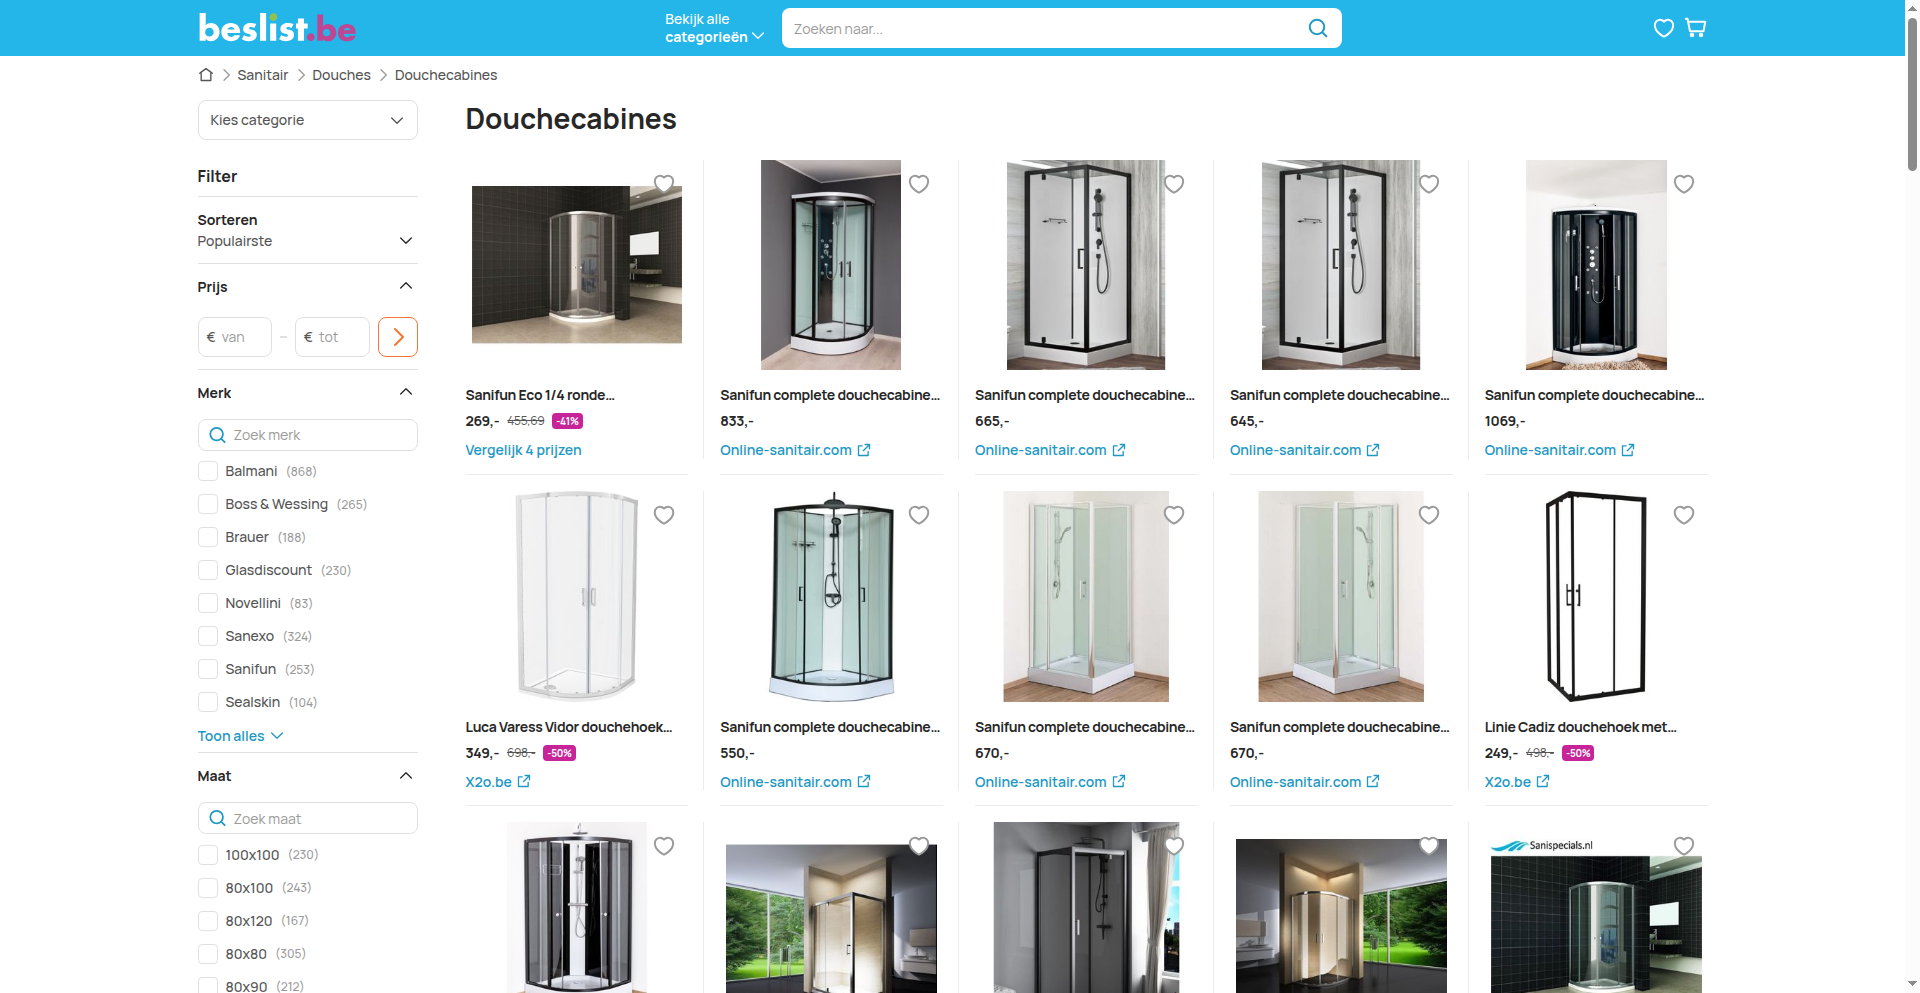 beslist.be
Bekijk alle
categorieën
Zoeken naar...
Sanitair
Douches
Douchecabines
Kies categorie
Douchecabines
Filter
Sorteren
Populairste
Prijs
€ van
–
€ tot
Merk
Zoek merk
Balmani (868)
Boss & Wessing (265)
Brauer (188)
Glasdiscount (230)
Novellini (83)
Sanexo (324)
Sanifun (253)
Sealskin (104)
Toon alles
Maat
Zoek maat
100x100 (230)
80x100 (243)
80x120 (167)
80x80 (305)
80x90 (212)
Sanifun Eco 1/4 ronde...
269,- 455,69 -41%
Vergelijk 4 prijzen
Sanifun complete douchecabine...
833,-
Online-sanitair.com
Sanifun complete douchecabine...
665,-
Online-sanitair.com
Sanifun complete douchecabine...
645,-
Online-sanitair.com
Sanifun complete douchecabine...
1069,-
Online-sanitair.com
Luca Varess Vidor douchehoek...
349,- 698,- -50%
X2o.be
Sanifun complete douchecabine...
550,-
Online-sanitair.com
Sanifun complete douchecabine...
670,-
Online-sanitair.com
Sanifun complete douchecabine...
670,-
Online-sanitair.com
Linie Cadiz douchehoek met...
249,- 498,- -50%
X2o.be
Sanispecials.nl